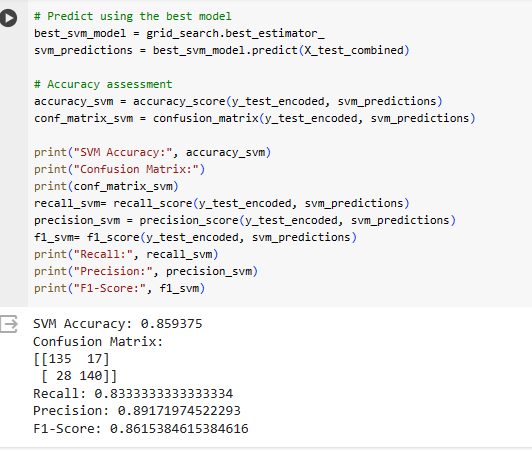 # Predict using the best model
best_svm_model = grid_search.best_estimator_
svm_predictions = best_svm_model.predict(X_test_combined)
# Accuracy assessment
accuracy_svm = accuracy_score(y_test_encoded, svm_predictions)
conf_matrix_svm = confusion_matrix(y_test_encoded, svm_predictions)
print("SVM Accuracy:", accuracy_svm)
print("Confusion Matrix:")
print(conf_matrix_svm)
recall_svm= recall_score(y_test_encoded, svm_predictions)
precision_svm = precision_score(y_test_encoded, svm_predictions)
f1_svm= f1_score(y_test_encoded, svm_predictions)
print("Recall:", recall_svm)
print("Precision:", precision_svm)
print("F1-Score:", f1_svm)
SVM Accuracy: 0.859375
Confusion Matrix:
[[135  17]
 [ 28 140]]
Recall: 0.8333333333333334
Precision: 0.89171974522293
F1-Score: 0.8615384615384616